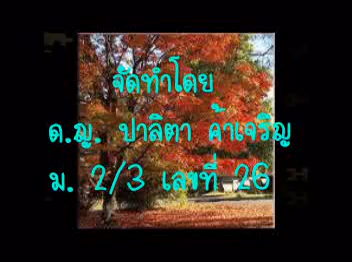 จัดทำโดย
ด.ญ. ปาลิตา ค้าเจริญ
ม. 2/3 เลขที่ 26